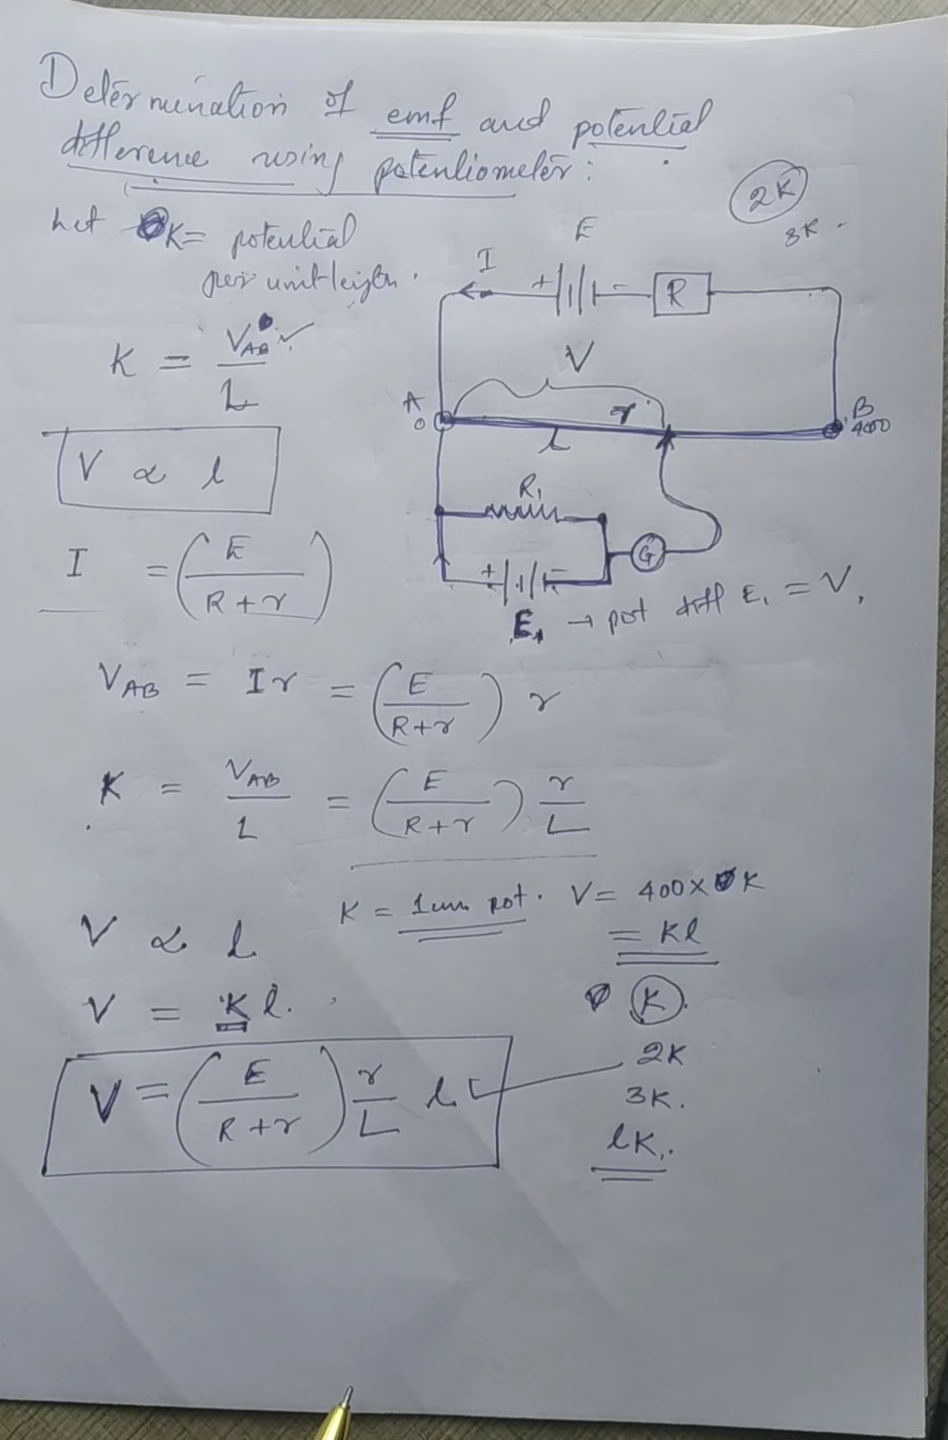 Determination of emf and potential
difference using potentiometer:
Let K = potential
per unit length.
2K
3K
K = V_AB / L
V ∝ l
I = (E / R+r)
I E
+ - R
V
A
0
r
l
B
400
R₁
G
+ -
E₁ → pot diff E₁ = V,
V_AB = Ir = (E / R+r) r
K = V_AB / L = (E / R+r) r / L
K = 1cm pot. V = 400 × K
= Kl
V ∝ l
V = Kl.
K.
2K
3K.
lK.
V = (E / R+r) r / L l